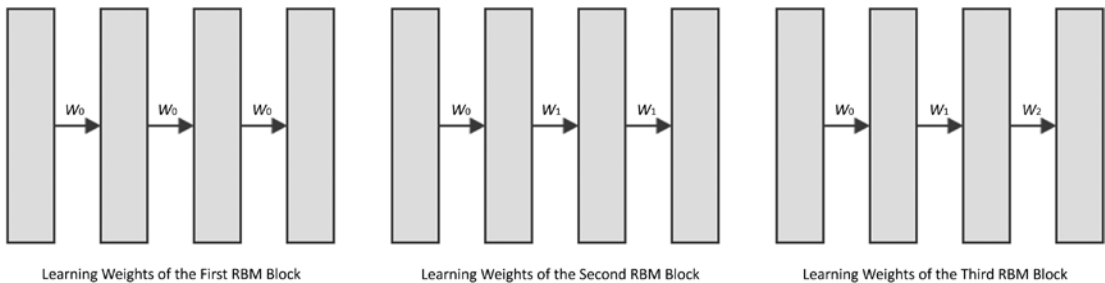 W₀ W₀ W₀
W₀ W₁ W₁
W₀ W₁ W₂
Learning Weights of the First RBM Block
Learning Weights of the Second RBM Block
Learning Weights of the Third RBM Block